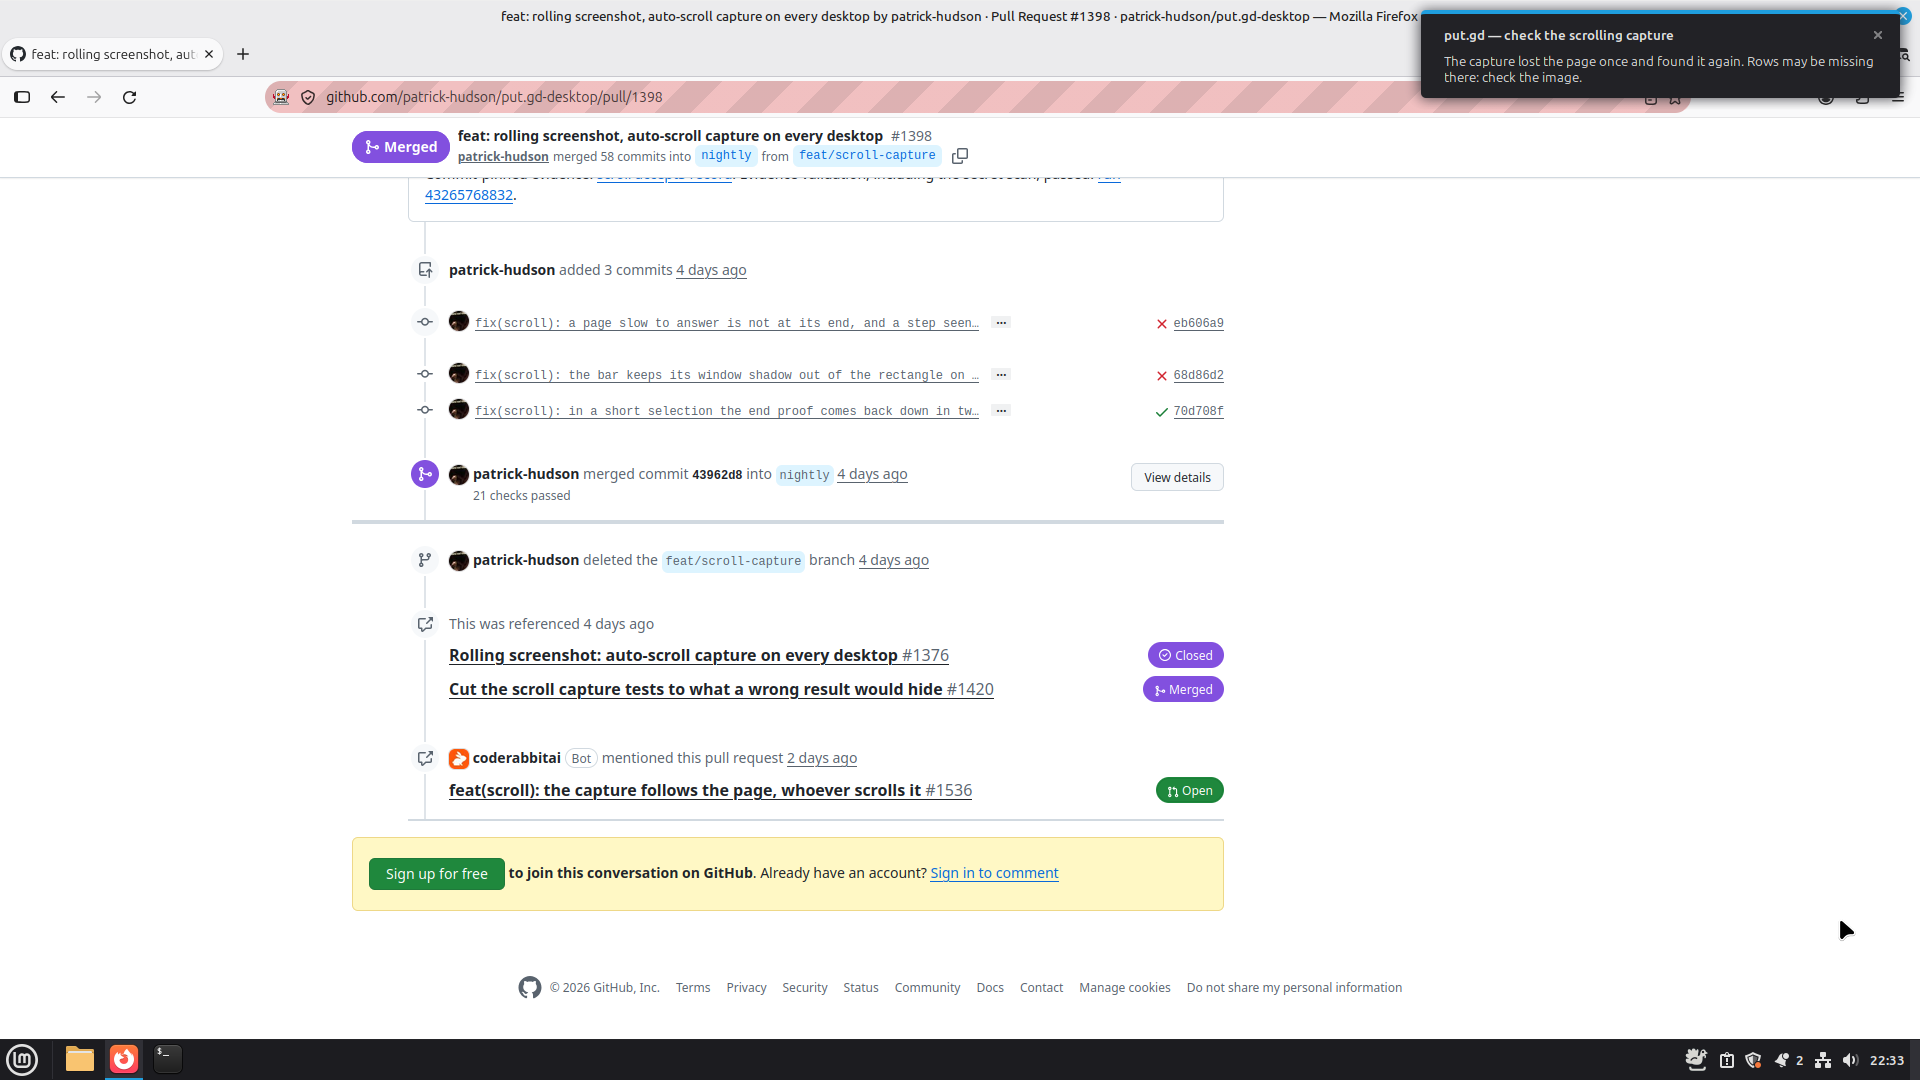 feat: rolling screenshot, auto-scroll capture on every desktop by patrick-hudson · Pull Request #1398 · patrick-hudson/put.gd-desktop — Mozilla Firefox
put.gd — check the scrolling capture
The capture lost the page once and found it again. Rows may be missing
there: check the image.
feat: rolling screenshot, aut
github.com/patrick-hudson/put.gd-desktop/pull/1398
Merged
feat: rolling screenshot, auto-scroll capture on every desktop #1398
patrick-hudson merged 58 commits into nightly from feat/scroll-capture
43265768832.
patrick-hudson added 3 commits 4 days ago
fix(scroll): a page slow to answer is not at its end, and a step seen… ... eb606a9
fix(scroll): the bar keeps its window shadow out of the rectangle on … ... 68d86d2
fix(scroll): in a short selection the end proof comes back down in tw… ... 70d708f
patrick-hudson merged commit 43962d8 into nightly 4 days ago View details
21 checks passed
patrick-hudson deleted the feat/scroll-capture branch 4 days ago
This was referenced 4 days ago
Rolling screenshot: auto-scroll capture on every desktop #1376 Closed
Cut the scroll capture tests to what a wrong result would hide #1420 Merged
coderabbitai Bot mentioned this pull request 2 days ago
feat(scroll): the capture follows the page, whoever scrolls it #1536 Open
Sign up for free to join this conversation on GitHub. Already have an account? Sign in to comment
© 2026 GitHub, Inc. Terms Privacy Security Status Community Docs Contact Manage cookies Do not share my personal information
2 22:33